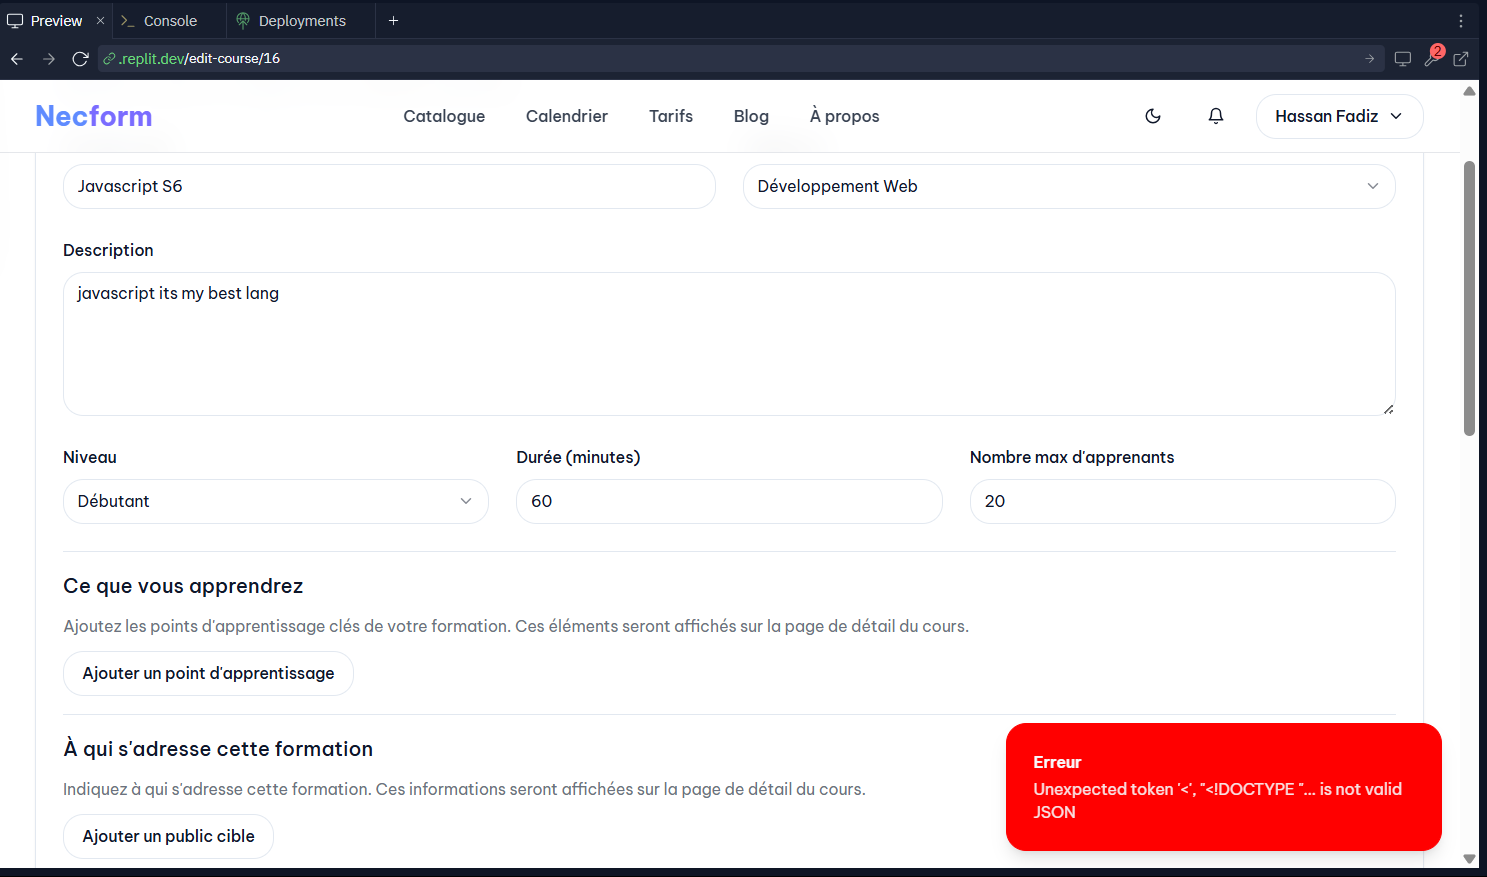 Preview
Console
Deployments
.replit.dev/edit-course/16
2
Necform
Catalogue
Calendrier
Tarifs
Blog
À propos
Hassan Fadiz
Javascript S6
Développement Web
Description
javascript its my best lang
Niveau
Durée (minutes)
Nombre max d'apprenants
Débutant
60
20
Ce que vous apprendrez
Ajoutez les points d'apprentissage clés de votre formation. Ces éléments seront affichés sur la page de détail du cours.
Ajouter un point d'apprentissage
À qui s'adresse cette formation
Indiquez à qui s'adresse cette formation. Ces informations seront affichées sur la page de détail du cours.
Ajouter un public cible
Erreur
Unexpected token '<', "<!DOCTYPE "... is not valid
JSON